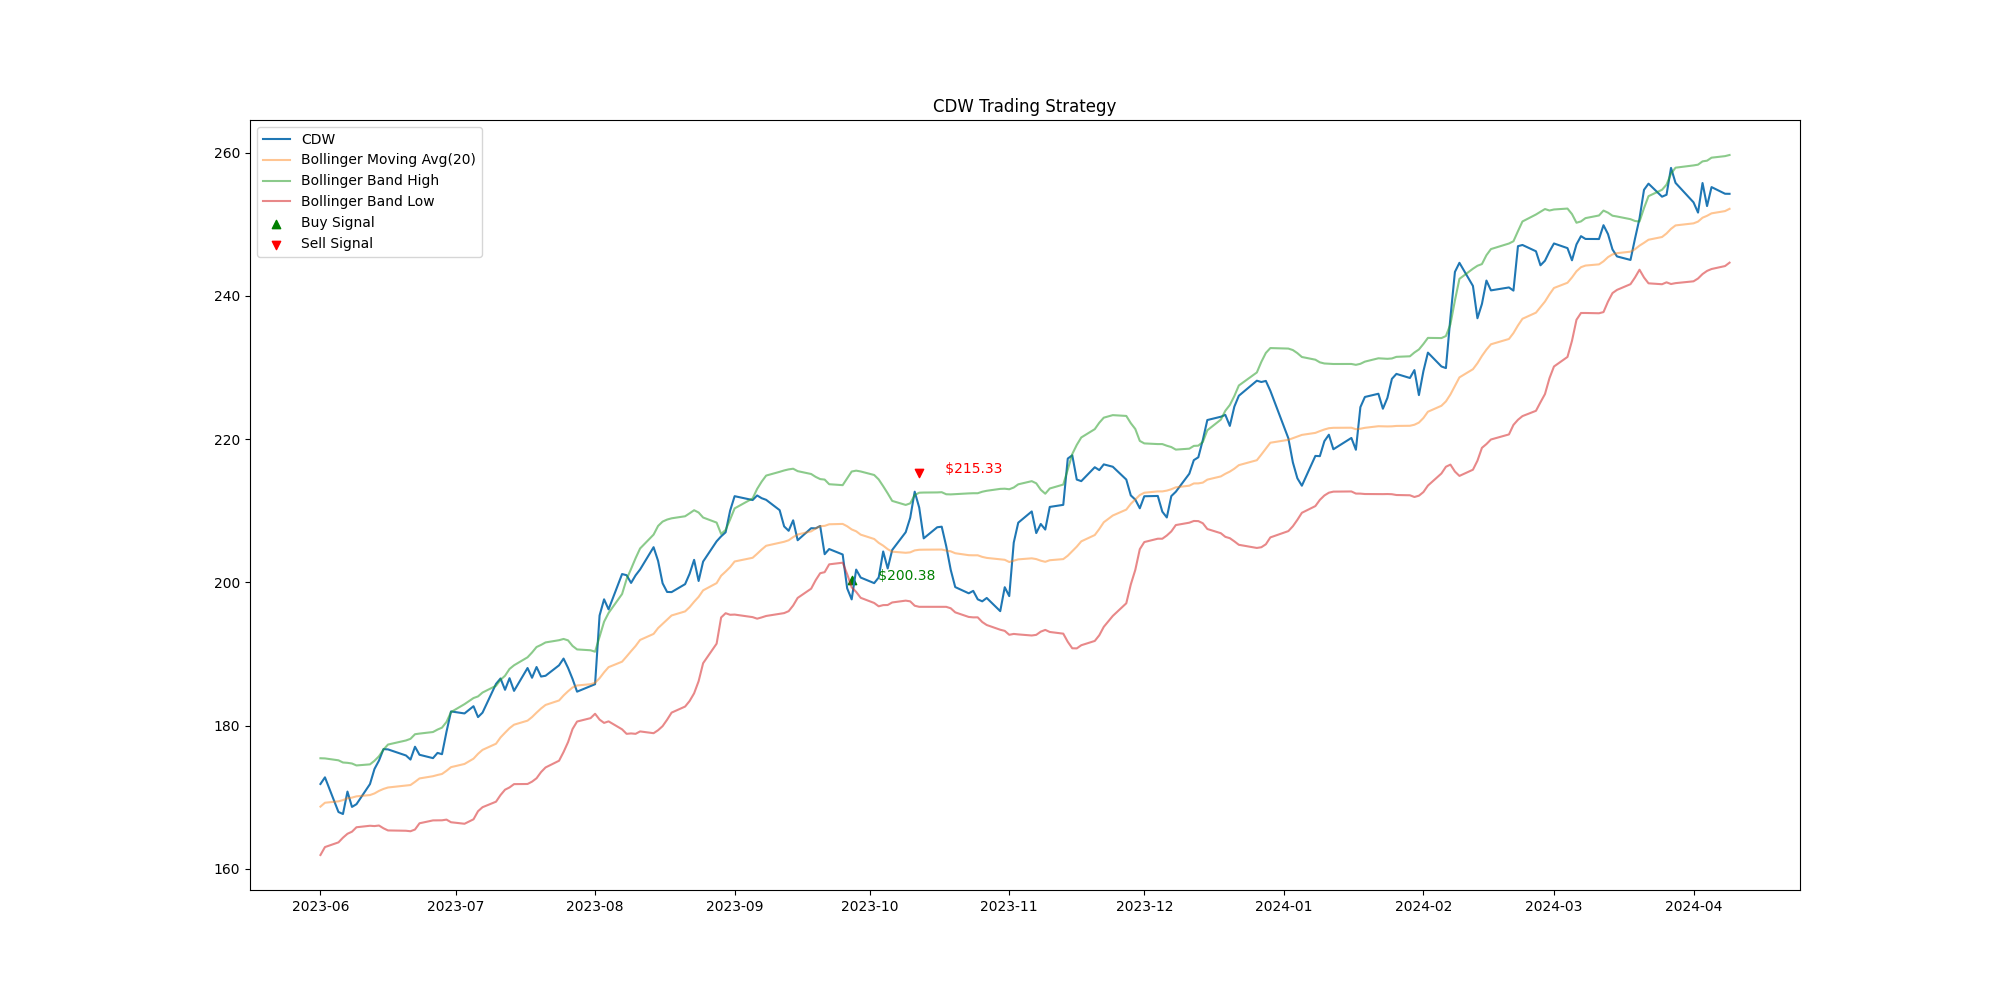 CDW Trading Strategy
CDW
Bollinger Moving Avg(20)
Bollinger Band High
Bollinger Band Low
Buy Signal
Sell Signal
260
240
220
200
180
160
$215.33
$200.38
2023-06 2023-07 2023-08 2023-09 2023-10 2023-11 2023-12 2024-01 2024-02 2024-03 2024-04